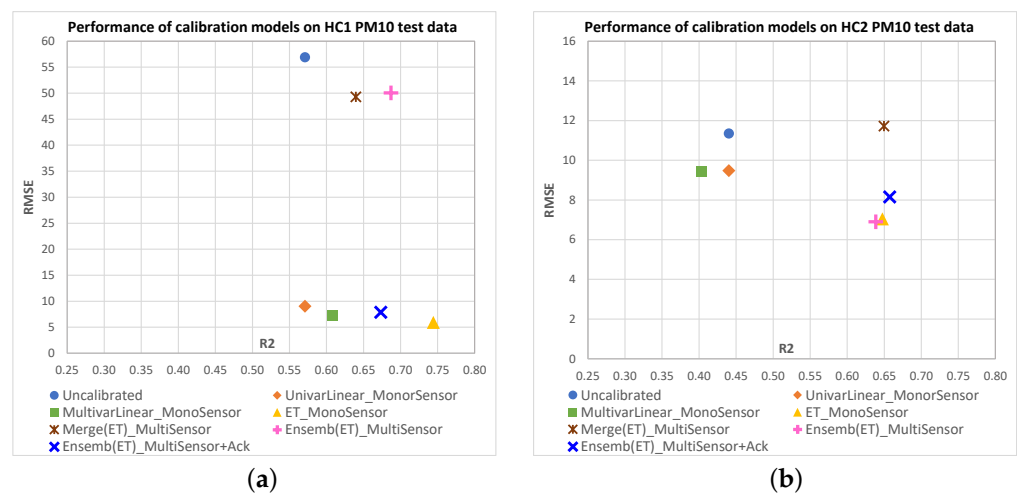 Performance of calibration models on HC1 PM10 test data
60
55
50
45
40
35
30
25
20
15
10
5
0
RMSE
R2
0.25 0.30 0.35 0.40 0.45 0.50 0.55 0.60 0.65 0.70 0.75 0.80
Uncalibrated UnivarLinear_MonorSensor
MultivarLinear_MonoSensor ET_MonoSensor
Merge(ET)_MultiSensor Ensemb(ET)_MultiSensor
Ensemb(ET)_MultiSensor+Ack
(a)
Performance of calibration models on HC2 PM10 test data
16
14
12
10
8
6
4
2
0
RMSE
R2
0.25 0.30 0.35 0.40 0.45 0.50 0.55 0.60 0.65 0.70 0.75 0.80
Uncalibrated UnivarLinear_MonarSensor
MultivarLinear_MonoSensor ET_MonoSensor
Merge(ET)_MultiSensor Ensemb(ET)_MultiSensor
Ensemb(ET)_MultiSensor+Ack
(b)